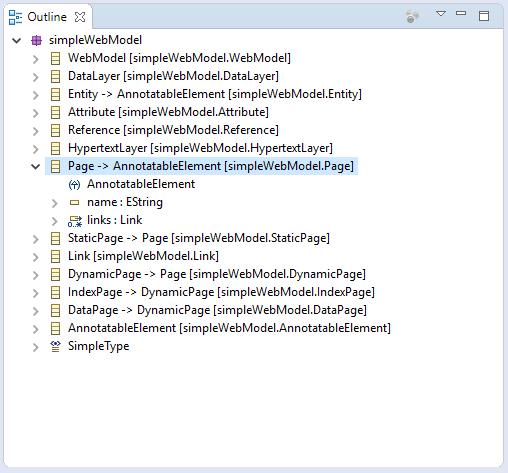 Outline
simpleWebModel
WebModel [simpleWebModel.WebModel]
DataLayer [simpleWebModel.DataLayer]
Entity -> AnnotatableElement [simpleWebModel.Entity]
Attribute [simpleWebModel.Attribute]
Reference [simpleWebModel.Reference]
HypertextLayer [simpleWebModel.HypertextLayer]
Page -> AnnotatableElement [simpleWebModel.Page]
AnnotatableElement
name : EString
0..* links : Link
StaticPage -> Page [simpleWebModel.StaticPage]
Link [simpleWebModel.Link]
DynamicPage -> Page [simpleWebModel.DynamicPage]
IndexPage -> DynamicPage [simpleWebModel.IndexPage]
DataPage -> DynamicPage [simpleWebModel.DataPage]
AnnotatableElement [simpleWebModel.AnnotatableElement]
SimpleType